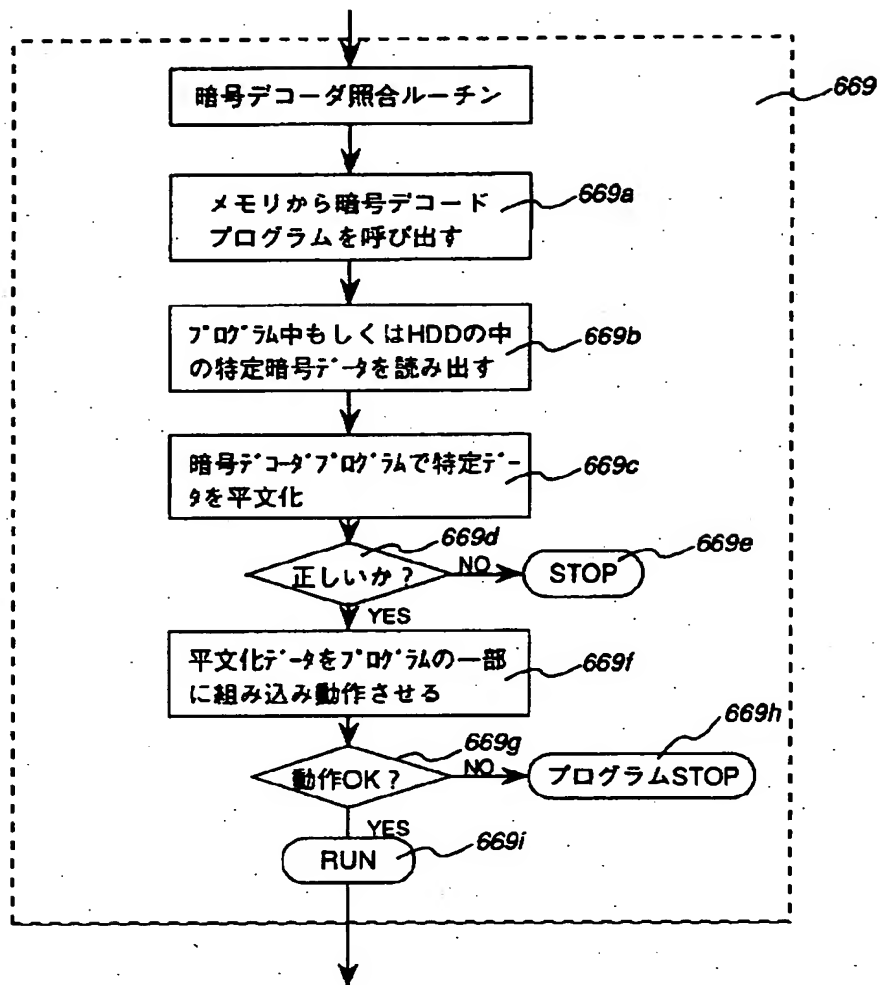 暗号デコーダ照合ルーチン
669
メモリから暗号デコード
プログラムを呼び出す
669a
ﾌﾟﾛｸﾞﾗﾑ中もしくはHDDの中
の特定暗号ﾃﾞｰﾀを読み出す
669b
暗号ﾃﾞｺｰﾀﾞﾌﾟﾛｸﾞﾗﾑで特定ﾃﾞｰ
ﾀを平文化
669c
669d
正しいか?
NO
STOP
669e
YES
平文化ﾃﾞｰﾀをﾌﾟﾛｸﾞﾗﾑの一部
に組み込み動作させる
669f
669g
動作OK?
NO
プログラムSTOP
669h
YES
RUN
669i